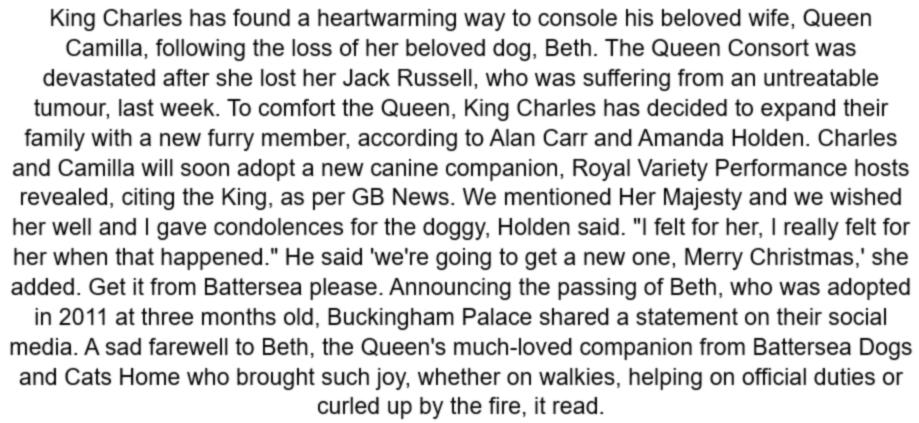 King Charles has found a heartwarming way to console his beloved wife, Queen
Camilla, following the loss of her beloved dog, Beth. The Queen Consort was
devastated after she lost her Jack Russell, who was suffering from an untreatable
tumour, last week. To comfort the Queen, King Charles has decided to expand their
family with a new furry member, according to Alan Carr and Amanda Holden. Charles
and Camilla will soon adopt a new canine companion, Royal Variety Performance hosts
revealed, citing the King, as per GB News. We mentioned Her Majesty and we wished
her well and I gave condolences for the doggy, Holden said. "I felt for her, I really felt for
her when that happened." He said 'we're going to get a new one, Merry Christmas,' she
added. Get it from Battersea please. Announcing the passing of Beth, who was adopted
in 2011 at three months old, Buckingham Palace shared a statement on their social
media. A sad farewell to Beth, the Queen's much-loved companion from Battersea Dogs
and Cats Home who brought such joy, whether on walkies, helping on official duties or
curled up by the fire, it read.